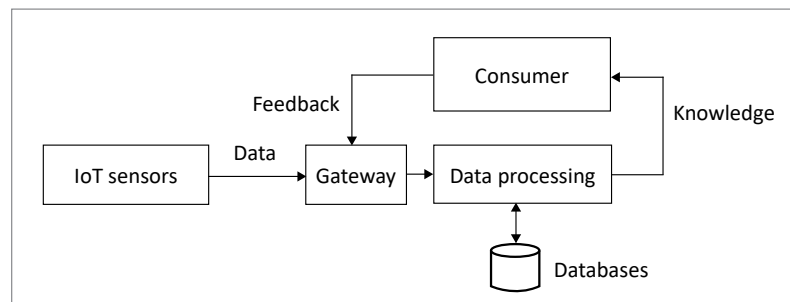 Consumer
Feedback
Knowledge
Data
IoT sensors
Gateway
Data processing
Databases